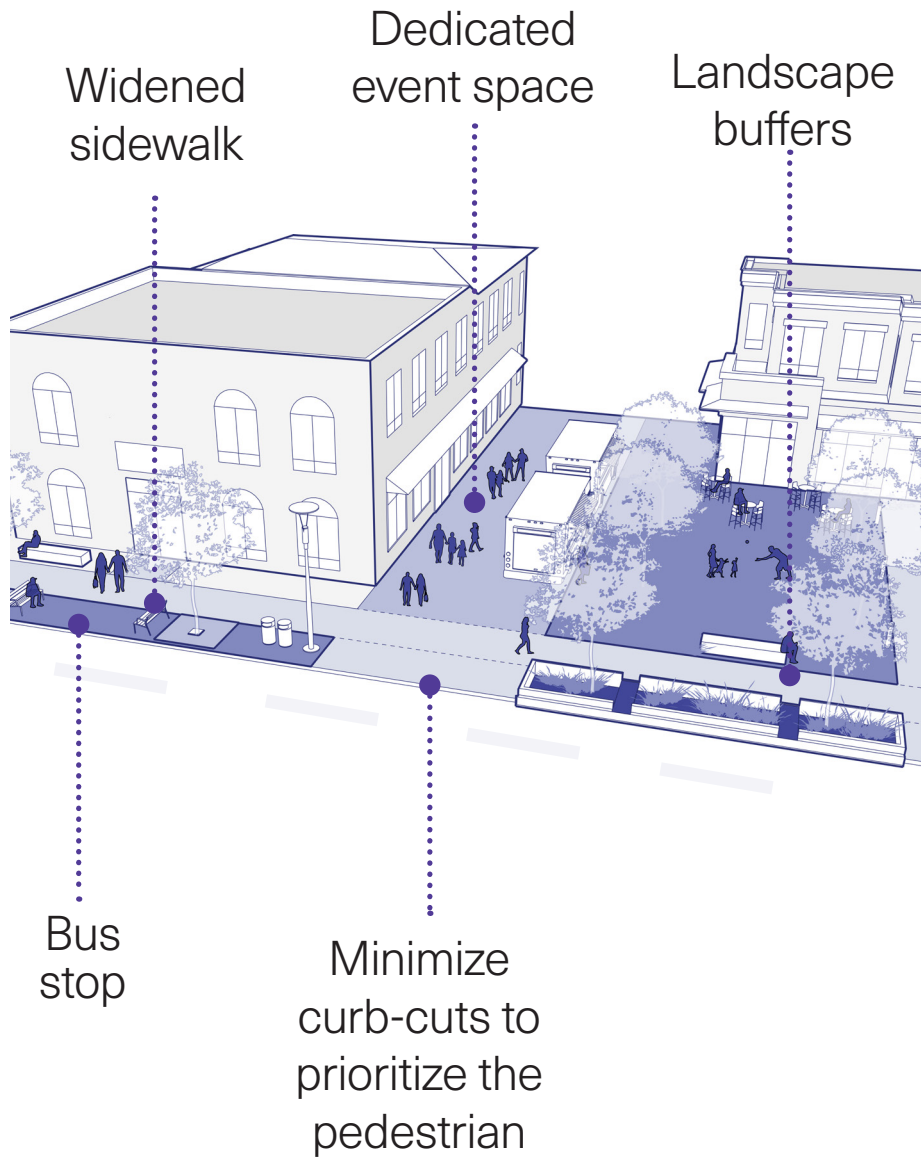 Widened
sidewalk
Dedicated
event space
Landscape
buffers
Bus
stop
Minimize
curb-cuts to
prioritize the
pedestrian